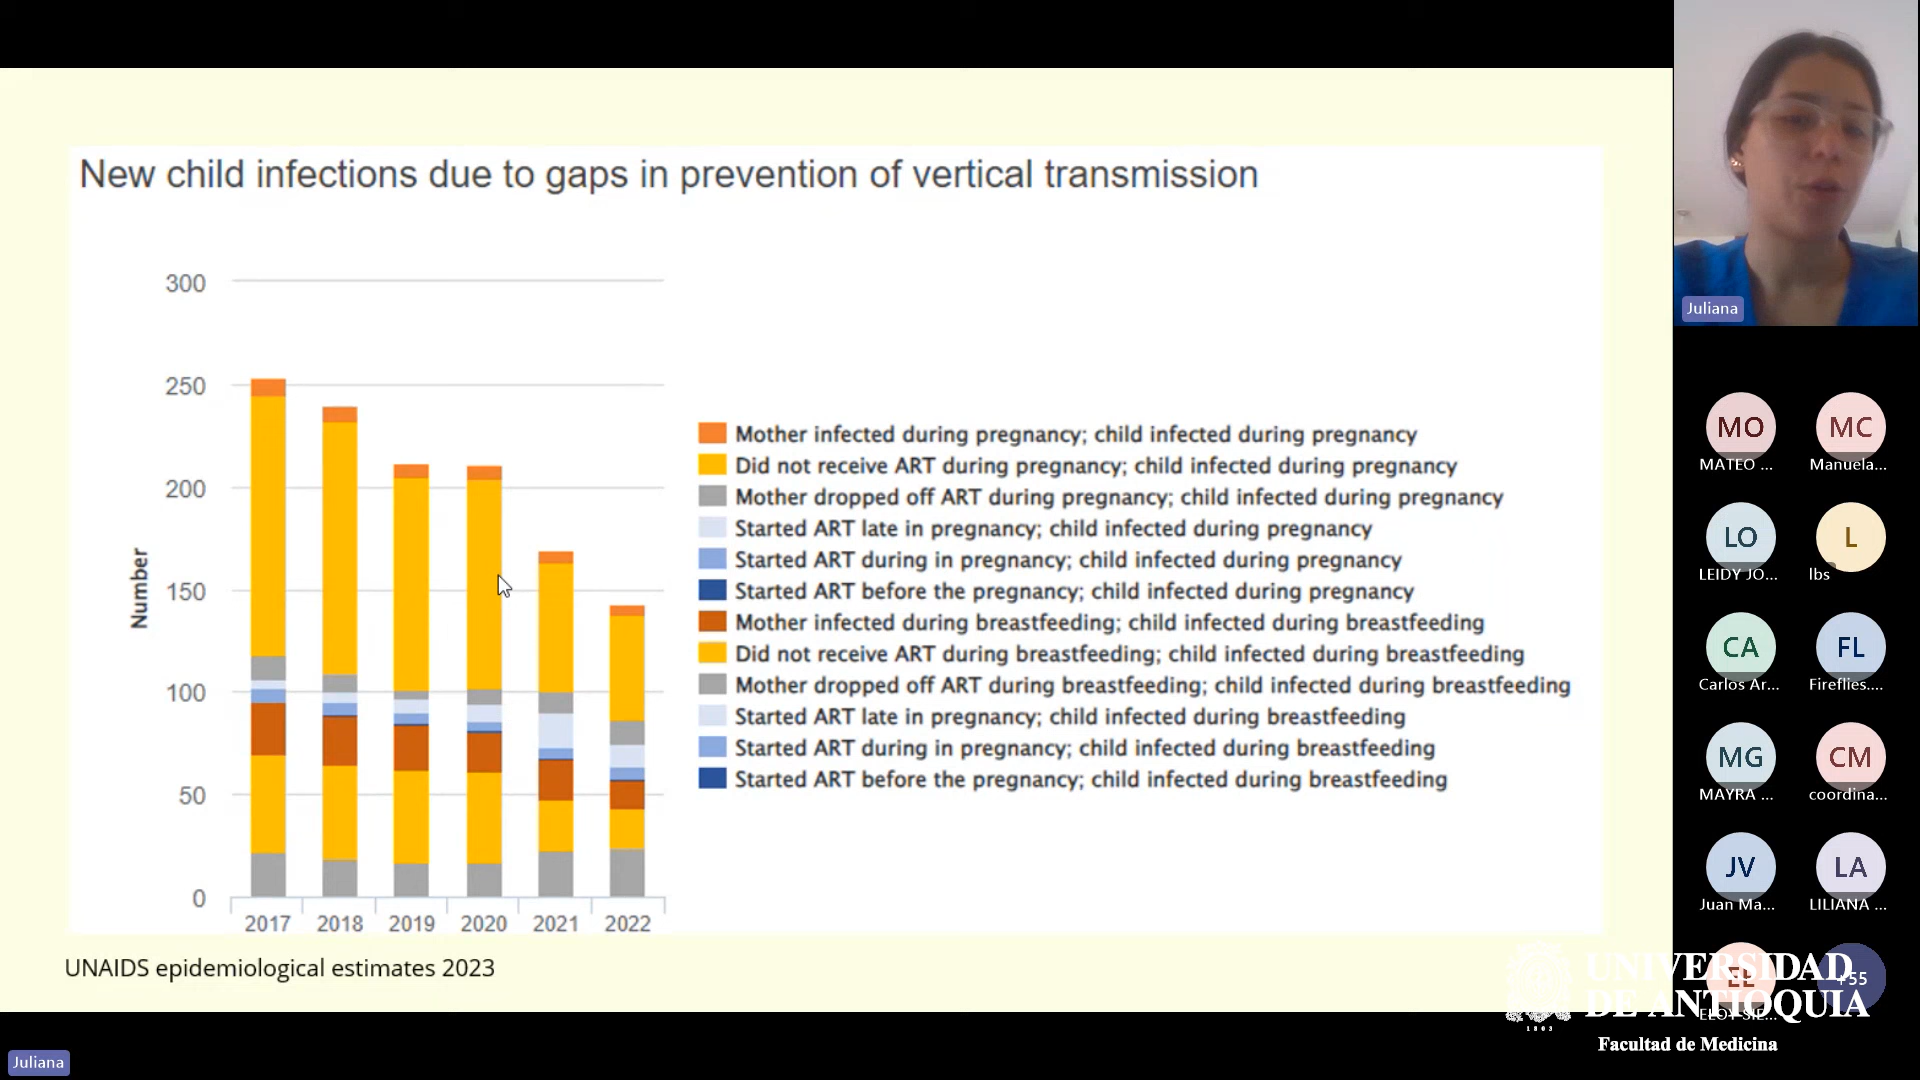 New child infections due to gaps in prevention of vertical transmission
Number
300
250
200
150
100
50
0
2017 2018 2019 2020 2021 2022
Mother infected during pregnancy; child infected during pregnancy
Did not receive ART during pregnancy; child infected during pregnancy
Mother dropped off ART during pregnancy; child infected during pregnancy
Started ART late in pregnancy; child infected during pregnancy
Started ART during in pregnancy; child infected during pregnancy
Started ART before the pregnancy; child infected during pregnancy
Mother infected during breastfeeding; child infected during breastfeeding
Did not receive ART during breastfeeding; child infected during breastfeeding
Mother dropped off ART during breastfeeding; child infected during breastfeeding
Started ART late in pregnancy; child infected during breastfeeding
Started ART during in pregnancy; child infected during breastfeeding
Started ART before the pregnancy; child infected during breastfeeding
UNAIDS epidemiological estimates 2023
Juliana
Juliana
MO MC
MATEO ... Manuela...
LO L
LEIDY JO... lbs
CA FL
Carlos Ar... Fireflies....
MG CM
MAYRA ... coordina...
JV LA
Juan Ma... LILIANA ...
+55
UNIVERSIDAD
DE ANTIOQUIA
1803
Facultad de Medicina